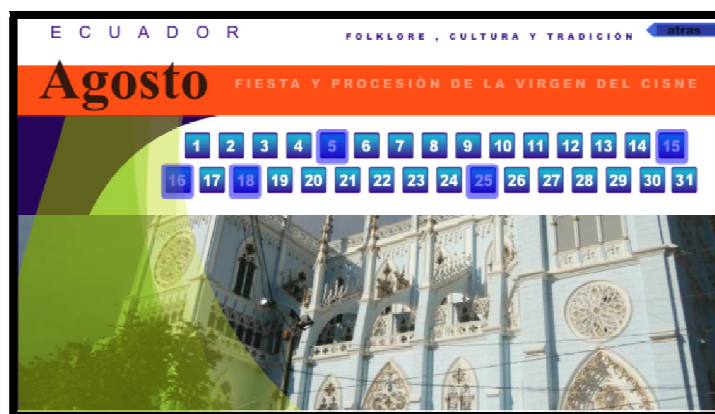 ECUADOR
FOLKLORE , CULTURA Y TRADICIÓN
atras
Agosto
FIESTA Y PROCESIÓN DE LA VIRGEN DEL CISNE
1 2 3 4 5 6 7 8 9 10 11 12 13 14 15
16 17 18 19 20 21 22 23 24 25 26 27 28 29 30 31